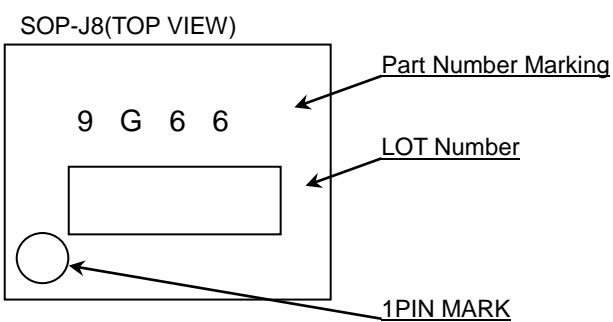 SOP-J8(TOP VIEW)
Part Number Marking
9 G 6 6
LOT Number
1PIN MARK